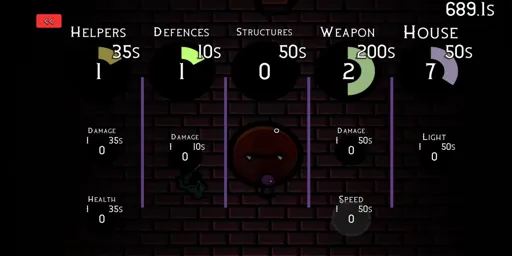 689.1s
<<
Helpers
35s
1
Defences
10s
1
Structures
50s
0
Weapon
200s
2
House
50s
7
Damage
1 35s
0
Damage
1 10s
0
Damage
1 50s
0
Light
1 50s
0
Health
1 35s
0
Speed
1 50s
0